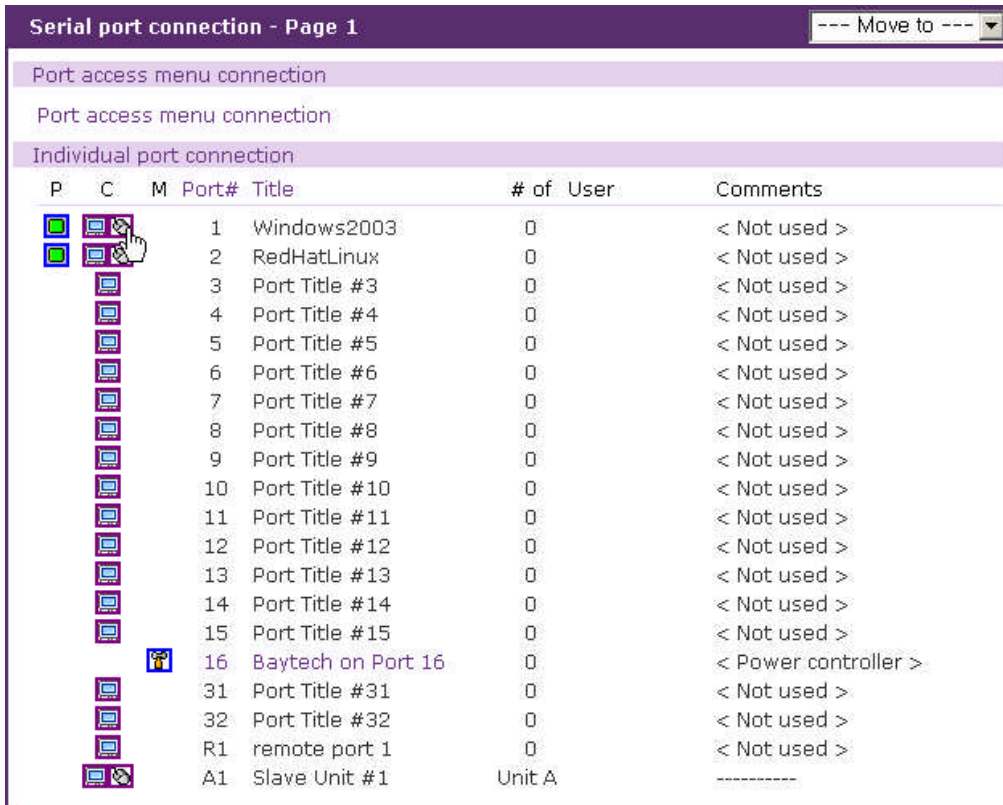 Serial port connection - Page 1 --- Move to ---
Port access menu connection
Port access menu connection
Individual port connection
P C M Port# Title # of User Comments
1 Windows2003 0 < Not used >
2 RedHatLinux 0 < Not used >
3 Port Title #3 0 < Not used >
4 Port Title #4 0 < Not used >
5 Port Title #5 0 < Not used >
6 Port Title #6 0 < Not used >
7 Port Title #7 0 < Not used >
8 Port Title #8 0 < Not used >
9 Port Title #9 0 < Not used >
10 Port Title #10 0 < Not used >
11 Port Title #11 0 < Not used >
12 Port Title #12 0 < Not used >
13 Port Title #13 0 < Not used >
14 Port Title #14 0 < Not used >
15 Port Title #15 0 < Not used >
16 Baytech on Port 16 0 < Power controller >
31 Port Title #31 0 < Not used >
32 Port Title #32 0 < Not used >
R1 remote port 1 0 < Not used >
A1 Slave Unit #1 Unit A ----------